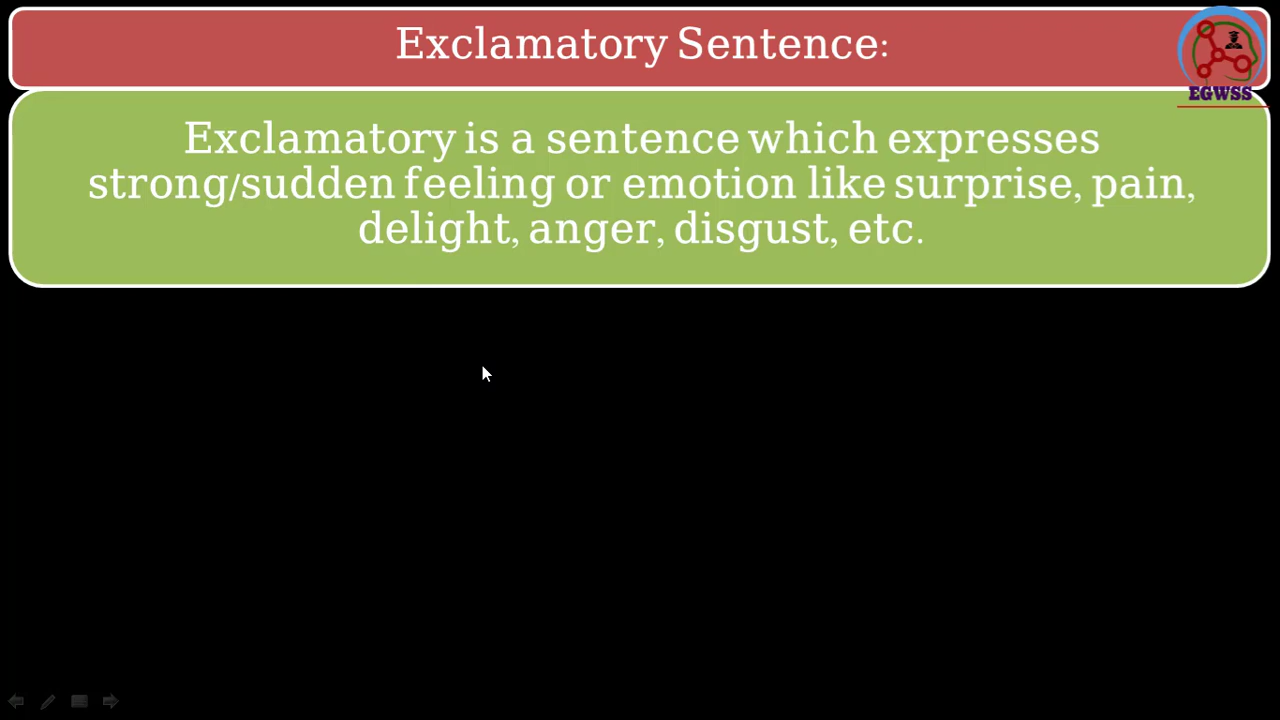 Exclamatory Sentence:
EGWSS
Exclamatory is a sentence which expresses
strong/sudden feeling or emotion like surprise, pain,
delight, anger, disgust, etc.